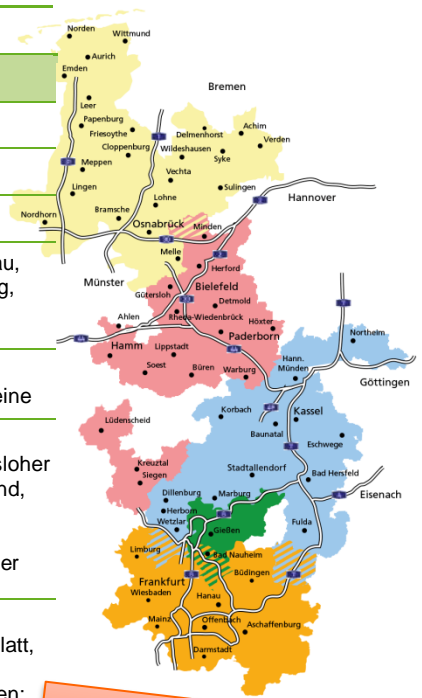 Norden
Wittmund
Aurich
Emden
Bremen
Leer
Papenburg
Friesoythe
Delmenhorst
Achim
Verden
Cloppenburg
Wildeshausen
Syke
Meppen
Vechta
Lingen
Sulingen
Hannover
Lohne
Nordhorn
Bramsche
Osnabrück
Minden
Melle
Münster
Herford
Gütersloh
Bielefeld
Detmold
Rheda-Wiedenbrück
Höxter
Ahlen
Paderborn
Northeim
Hamm
Lippstadt
Hann.
Münden
Soest
Büren
Warburg
Göttingen
eine
Korbach
Kassel
Lüdenscheid
Baunatal
Eschwege
sloher
Kreuztal
Siegen
Stadtallendorf
Bad Hersfeld
Dillenburg
Marburg
Eisenach
Herborn
Wetzlar
Gießen
Fulda
Limburg
Bad Nauheim
er
Frankfurt
Büdingen
Wiesbaden
Hanau
Mainz
Offenbach
Aschaffenburg
latt,
Darmstadt